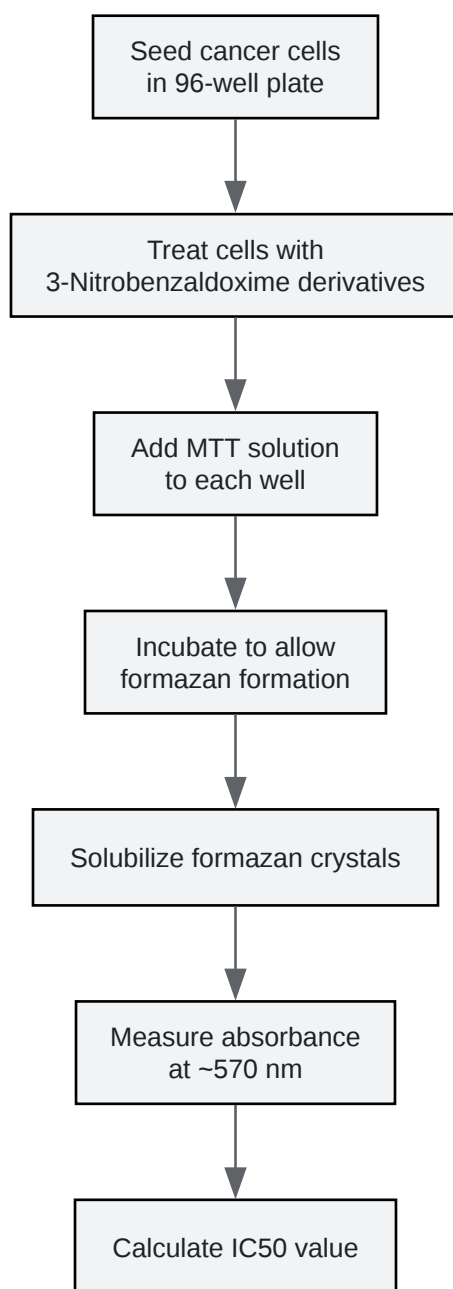 Seed cancer cells
in 96-well plate
Treat cells with
3-Nitrobenzaldoxime derivatives
Add MTT solution
to each well
Incubate to allow
formazan formation
Solubilize formazan crystals
Measure absorbance
at ~570 nm
Calculate IC50 value